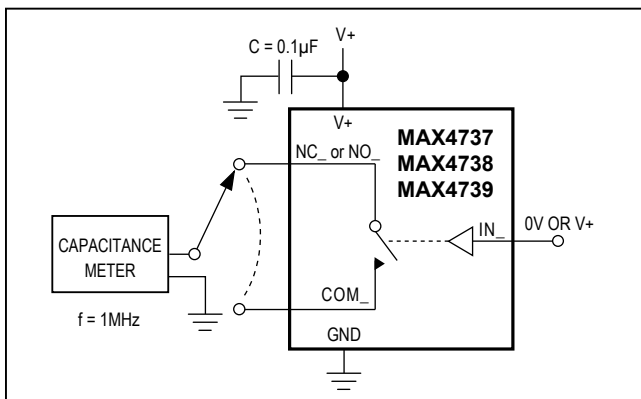 V+
C = 0.1µF
V+
MAX4737
MAX4738
MAX4739
NC_ or NO_
IN_
0V OR V+
CAPACITANCE
METER
COM_
f = 1MHz
GND